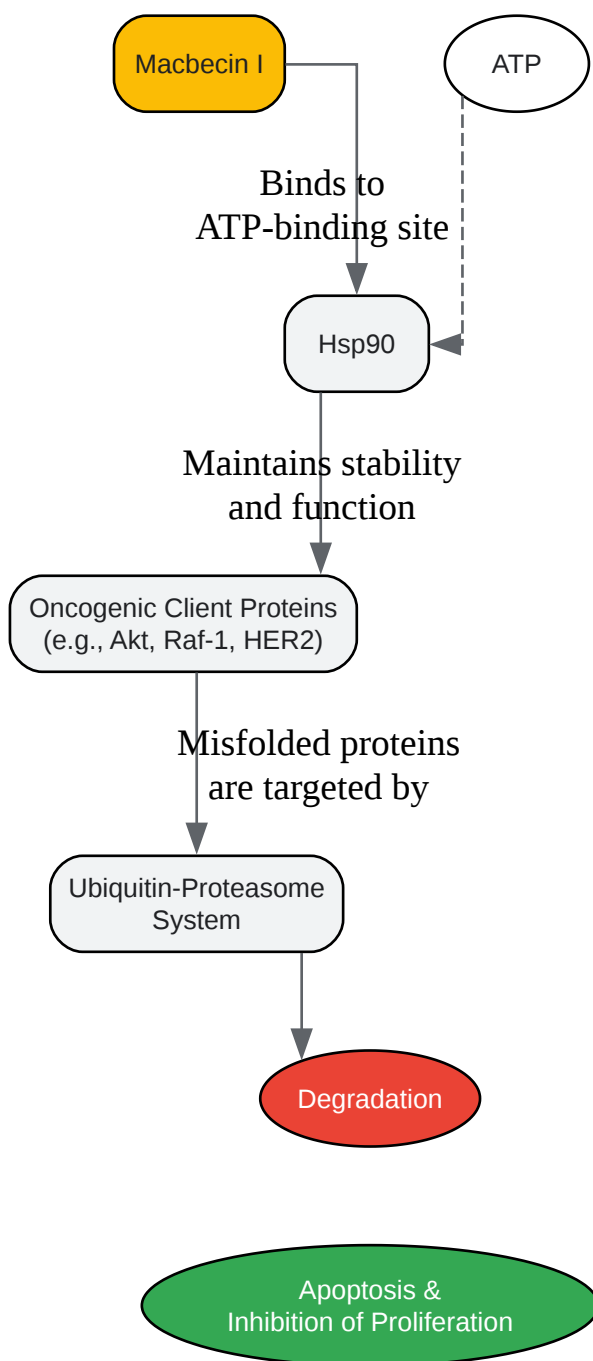 Macbecin I
ATP
Binds to
ATP-binding site
Hsp90
Maintains stability
and function
Oncogenic Client Proteins
(e.g., Akt, Raf-1, HER2)
Misfolded proteins
are targeted by
Ubiquitin-Proteasome
System
Degradation
Apoptosis &
Inhibition of Proliferation